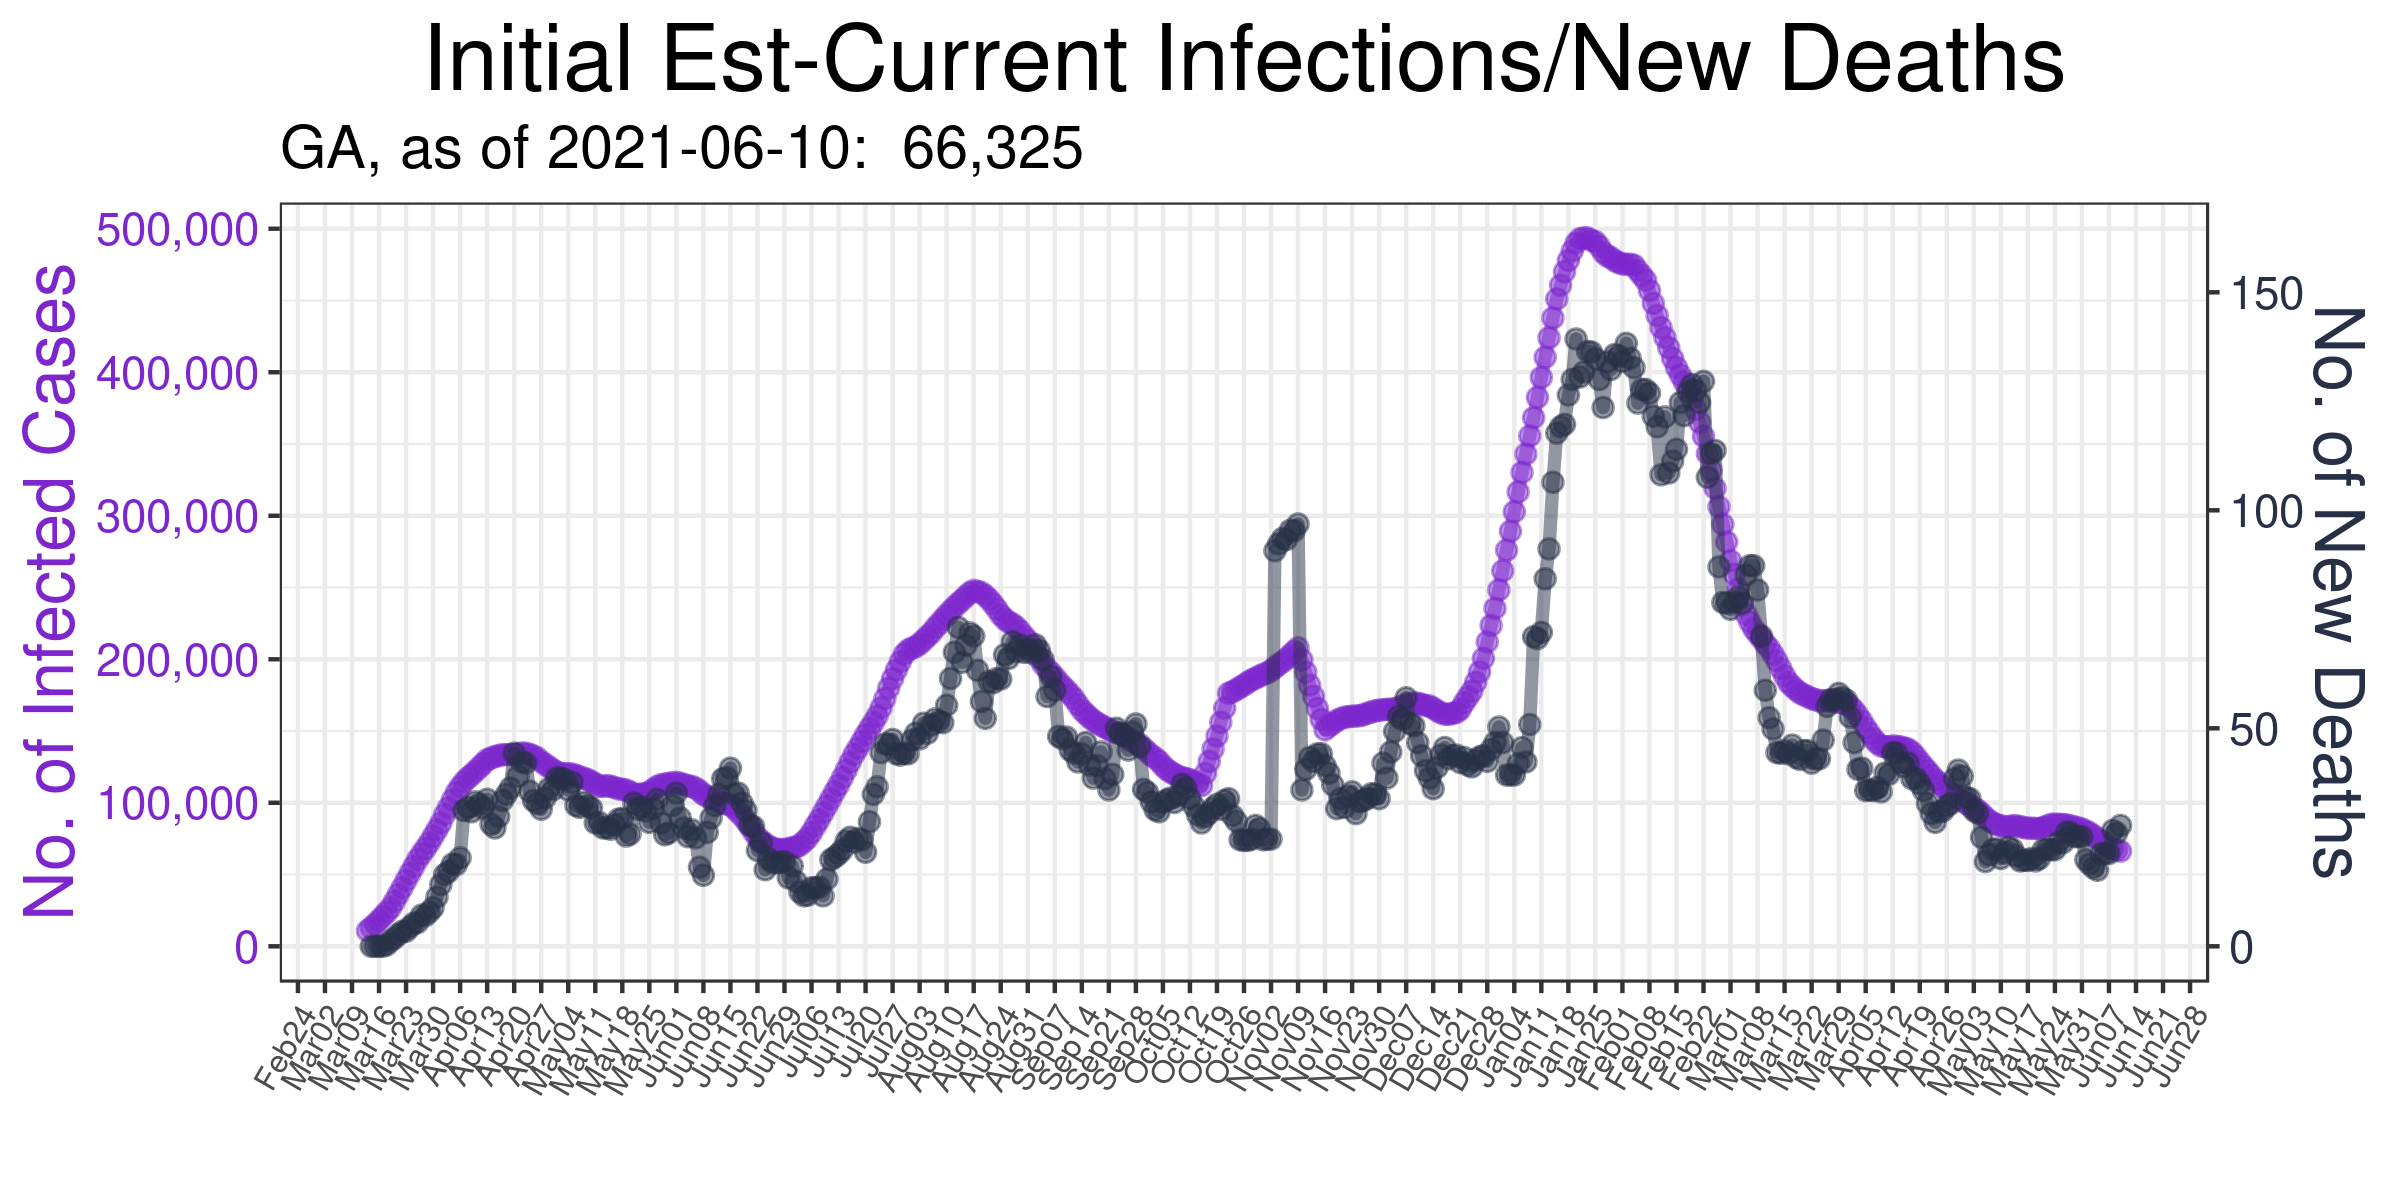 Initial Est-Current Infections/New Deaths
GA, as of 2021-06-10:  66,325
No. of Infected Cases
500,000
400,000
300,000
200,000
100,000
0
150
100
50
0
No. of New Deaths
Feb24
Mar02
Mar09
Mar16
Mar23
Mar30
Apr06
Apr13
Apr20
Apr27
May04
May11
May18
May25
Jun01
Jun08
Jun15
Jun22
Jun29
Jul06
Jul13
Jul20
Jul27
Aug03
Aug10
Aug17
Aug24
Aug31
Sep07
Sep14
Sep21
Sep28
Oct05
Oct12
Oct19
Oct26
Nov02
Nov09
Nov16
Nov23
Nov30
Dec07
Dec14
Dec21
Dec28
Jan04
Jan11
Jan18
Jan25
Feb01
Feb08
Feb15
Feb22
Mar01
Mar08
Mar15
Mar22
Mar29
Apr05
Apr12
Apr19
Apr26
May03
May10
May17
May24
May31
Jun07
Jun14
Jun21
Jun28